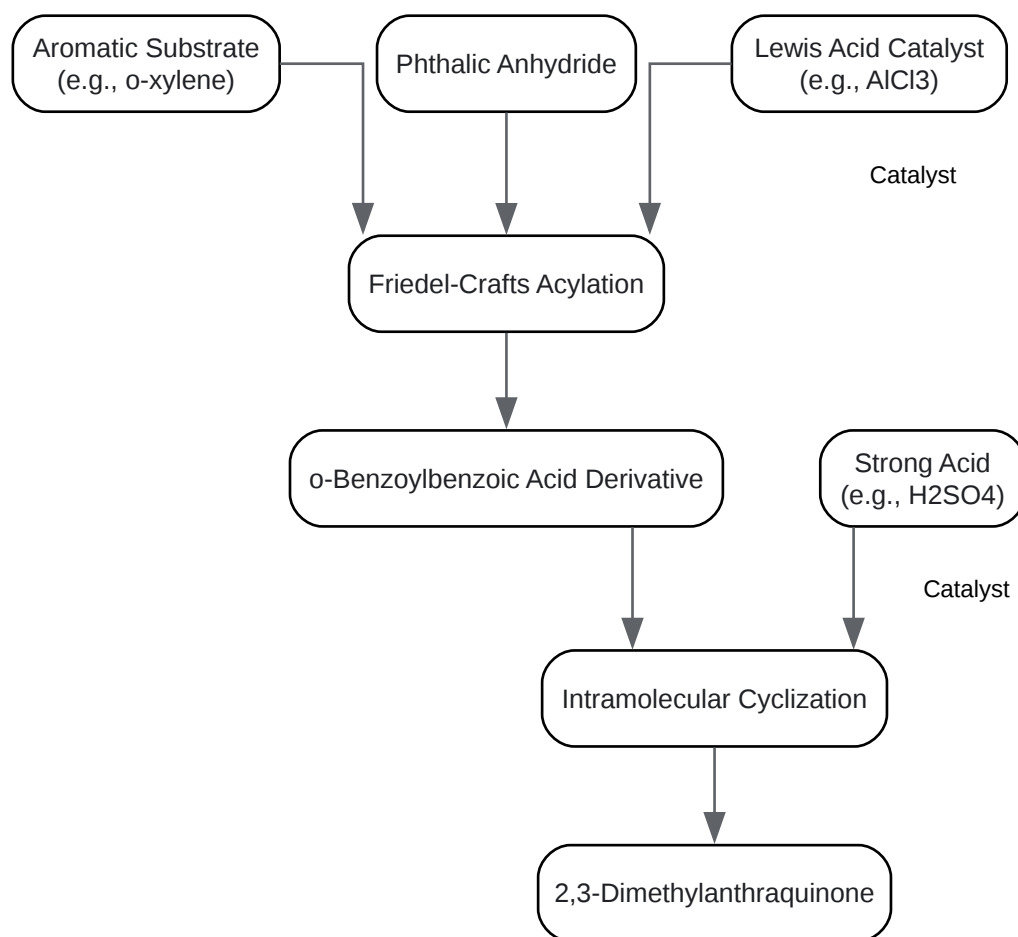 Aromatic Substrate
(e.g., o-xylene)
Phthalic Anhydride
Lewis Acid Catalyst
(e.g., AlCl3)
Catalyst
Friedel-Crafts Acylation
o-Benzoylbenzoic Acid Derivative
Strong Acid
(e.g., H2SO4)
Catalyst
Intramolecular Cyclization
2,3-Dimethylanthraquinone